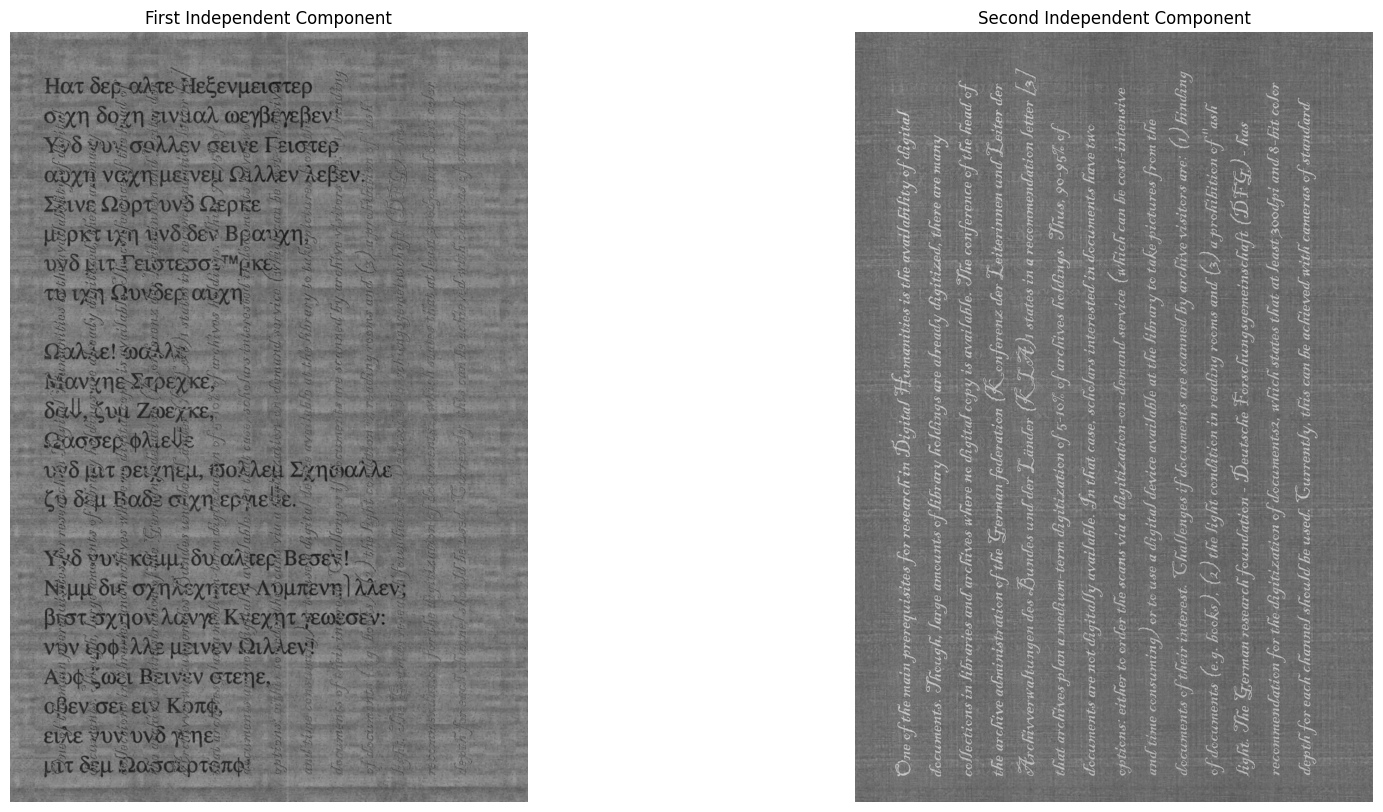 First Independent Component
Ηατ δερ αλτε Ηεξενμειστερ
σιχη δοχη εινμαλ ωεγβεγεβεν!
Υνδ νυν σολλεν σεινε Γειστερ
αυχη ναχη μεινεμ Ωιλλεν λεβεν.
Σεινε Ωορτ υνδ Ωερκε
μερκτ ιχη υνδ δεν Βραυχη,
υνδ μιτ Γειστεσστ™ρκε
τυ ιχη Ωυνδερ αυχη
Ωαλλε! ωαλλε
Μανχηε Στρεχκε,
δα⇓, ζυμ Ζωεχκε,
Ωασσερ φλιε⇓ε
υνδ μιτ ρειχηεμ, ϖολλεμ Σχηωαλλε
ζυ δεμ Βαδε σιχη εργιε⇓ε.
Υνδ νυν κομμ, δυ αλτερ Βεσεν!
Νιμμ διε σχηλεχητεν Λυμπενη⎫λλεν;
βιστ σχηον λανγε Κνεχητ γεωεσεν:
νυν ερφ⎫λλε μεινεν Ωιλλεν!
Αυφ ζωει Βεινεν στεηε,
οβεν σει ειν Κοπφ,
ειλε νυν υνδ γεηε
μιτ δεμ Ωασσερτοπφ!
Second Independent Component
One of the main prerequisites for research in Digital Humanities is the availability of digital
documents. Though, large amounts of library holdings are already digitized, there are many
collections in libraries and archives where no digital copy is available. The conference of the head of
the archive administration of the German federation (Konferenz der Leiterinnen und Leiter der
Archivverwaltungen des Bundes und der Länder (KLA)) states in a recommendation letter [3]
that archives plan a medium-term digitization of 5-10% of archives holdings. Thus, 90-95% of
documents are not digitally available. In that case, scholars interested in documents have two
options: either to order the scans via a digitization-on-demand service (which can be cost-intensive
and time consuming) or to use a digital device available at the library to take pictures from the
documents of their interest. Challenges if documents are scanned by archive visitors are: (1) binding
of documents (e.g. books), (2) the light condition in reading rooms and (3) a prohibition of ash
light. The German research foundation - Deutsche Forschungsgemeinschaft (DFG) - has
recommendation for the digitization of documents2, which states that at least 300dpi and 8-bit color
depth for each channel should be used. Currently, this can be achieved with cameras of standard